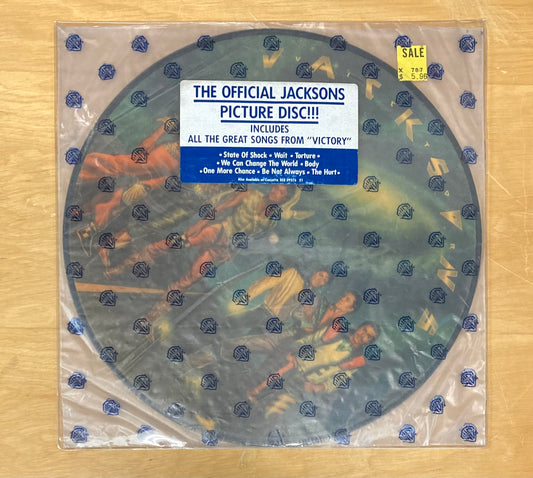 SALE
X 787
$ 5.96
THE OFFICIAL JACKSONS
PICTURE DISC!!!
INCLUDES
ALL THE GREAT SONGS FROM "VICTORY"
• State Of Shock • Wait • Torture •
• We Can Change The World • Body
• One More Chance • Be Not Always • The Hurt •